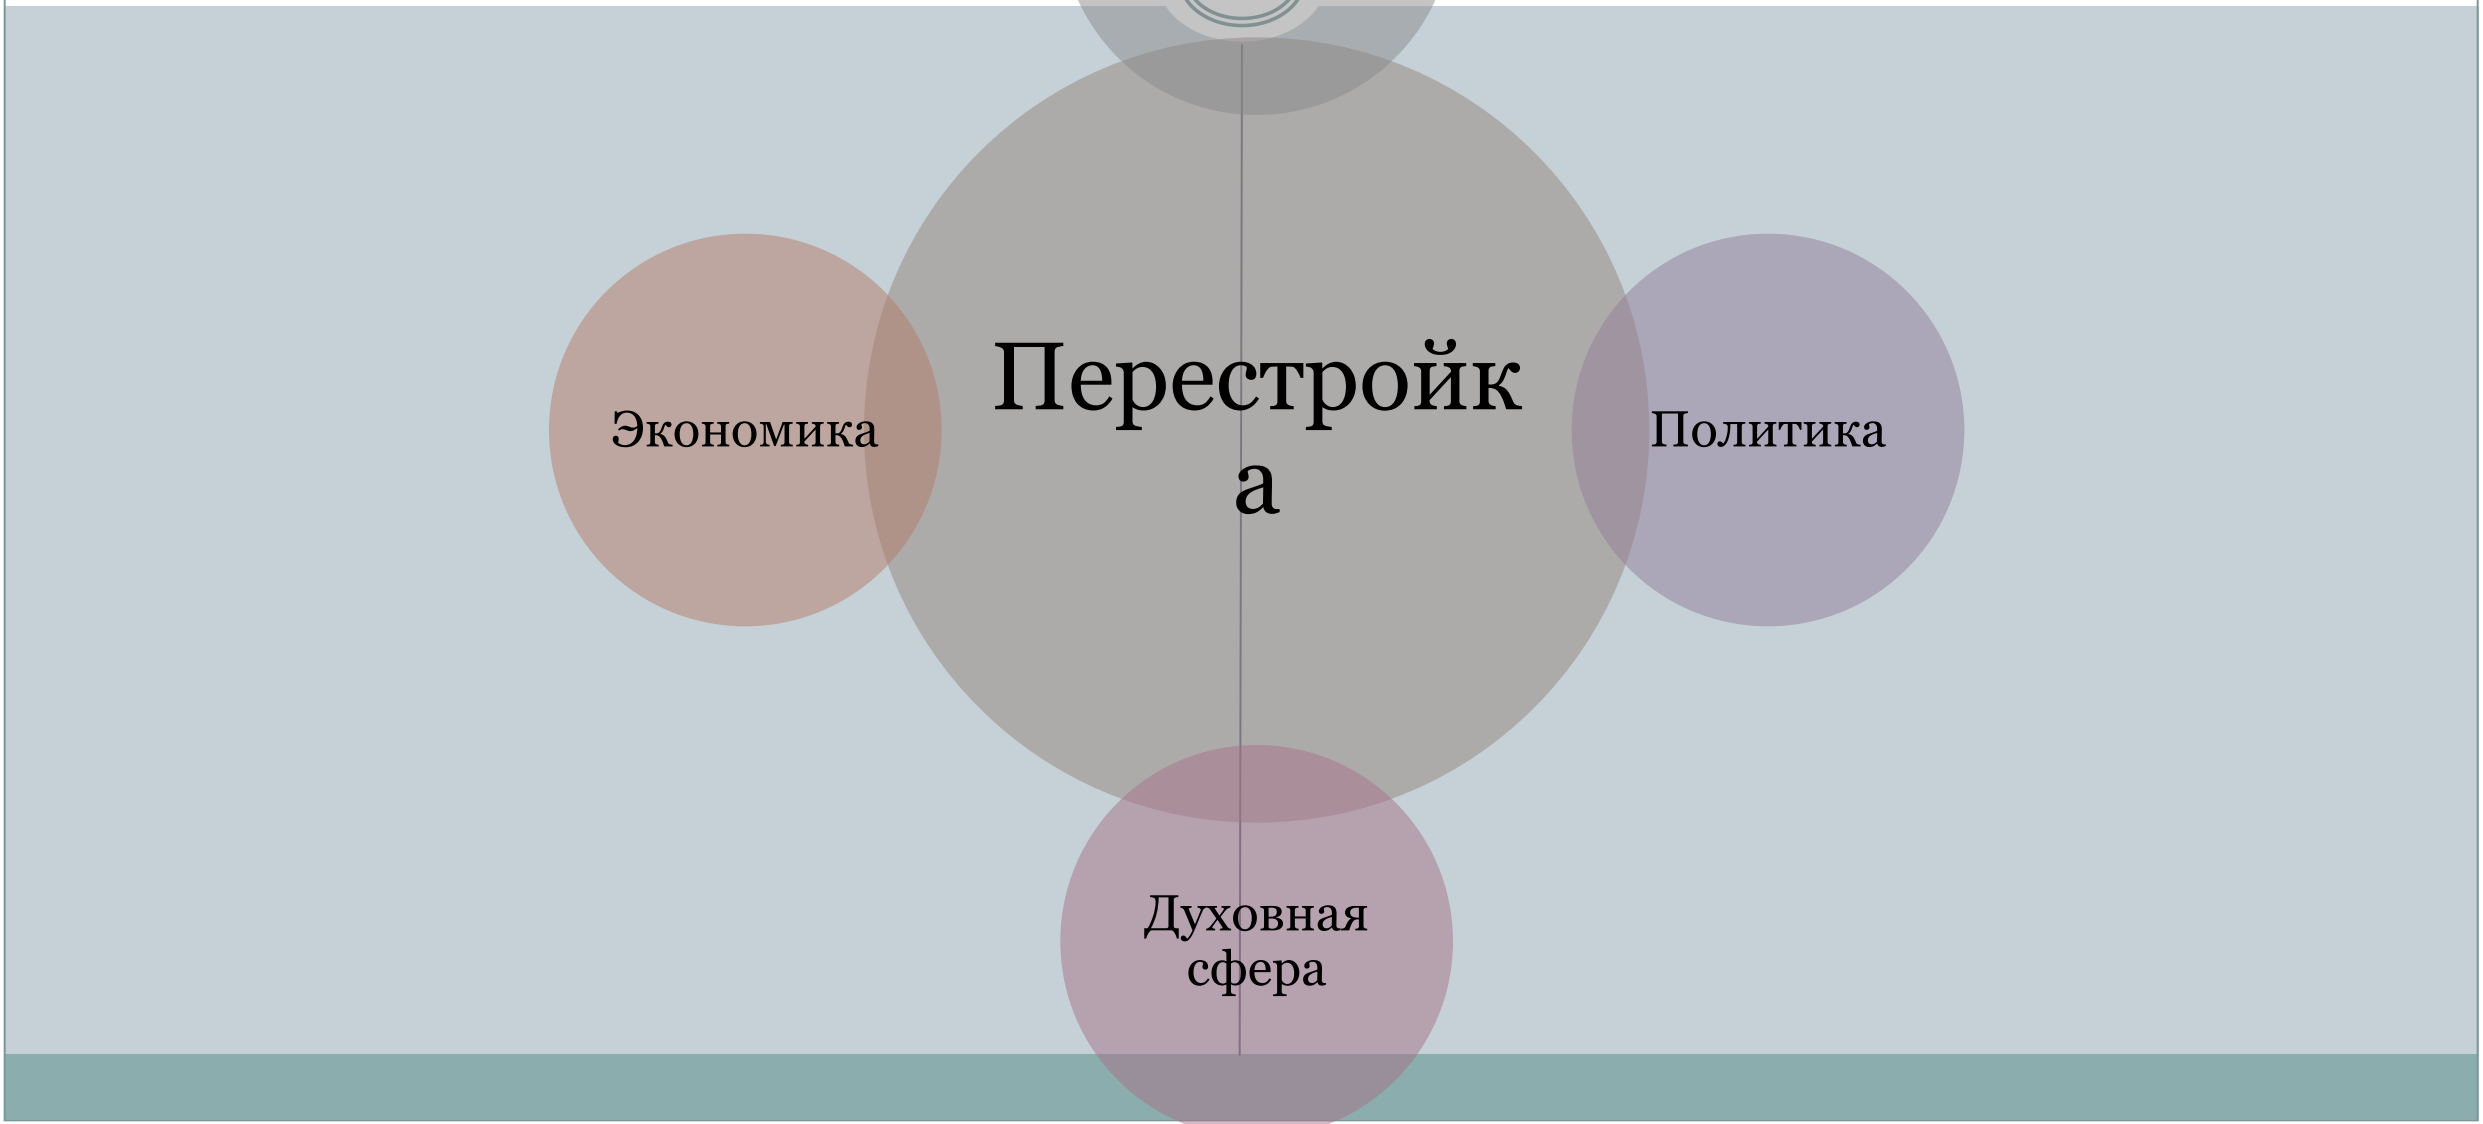 Перестройк
а
Экономика
Политика
Духовная
сфера